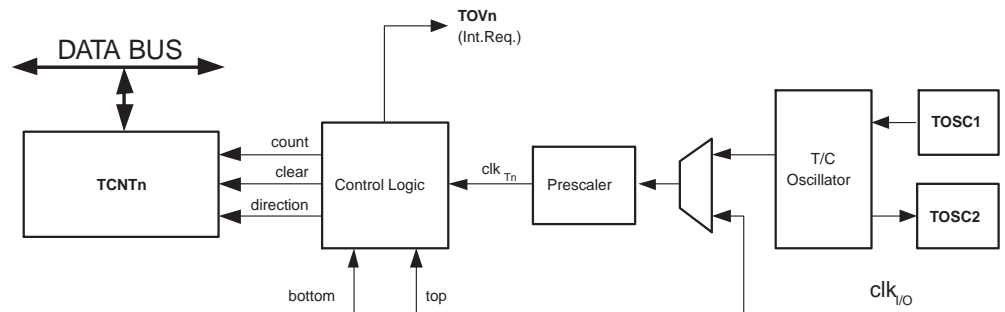 TOVn
(Int.Req.)
DATA BUS
TCNTn
count
clear
direction
Control Logic
clk Tn
Prescaler
T/C
Oscillator
TOSC1
TOSC2
bottom
top
clk I/O